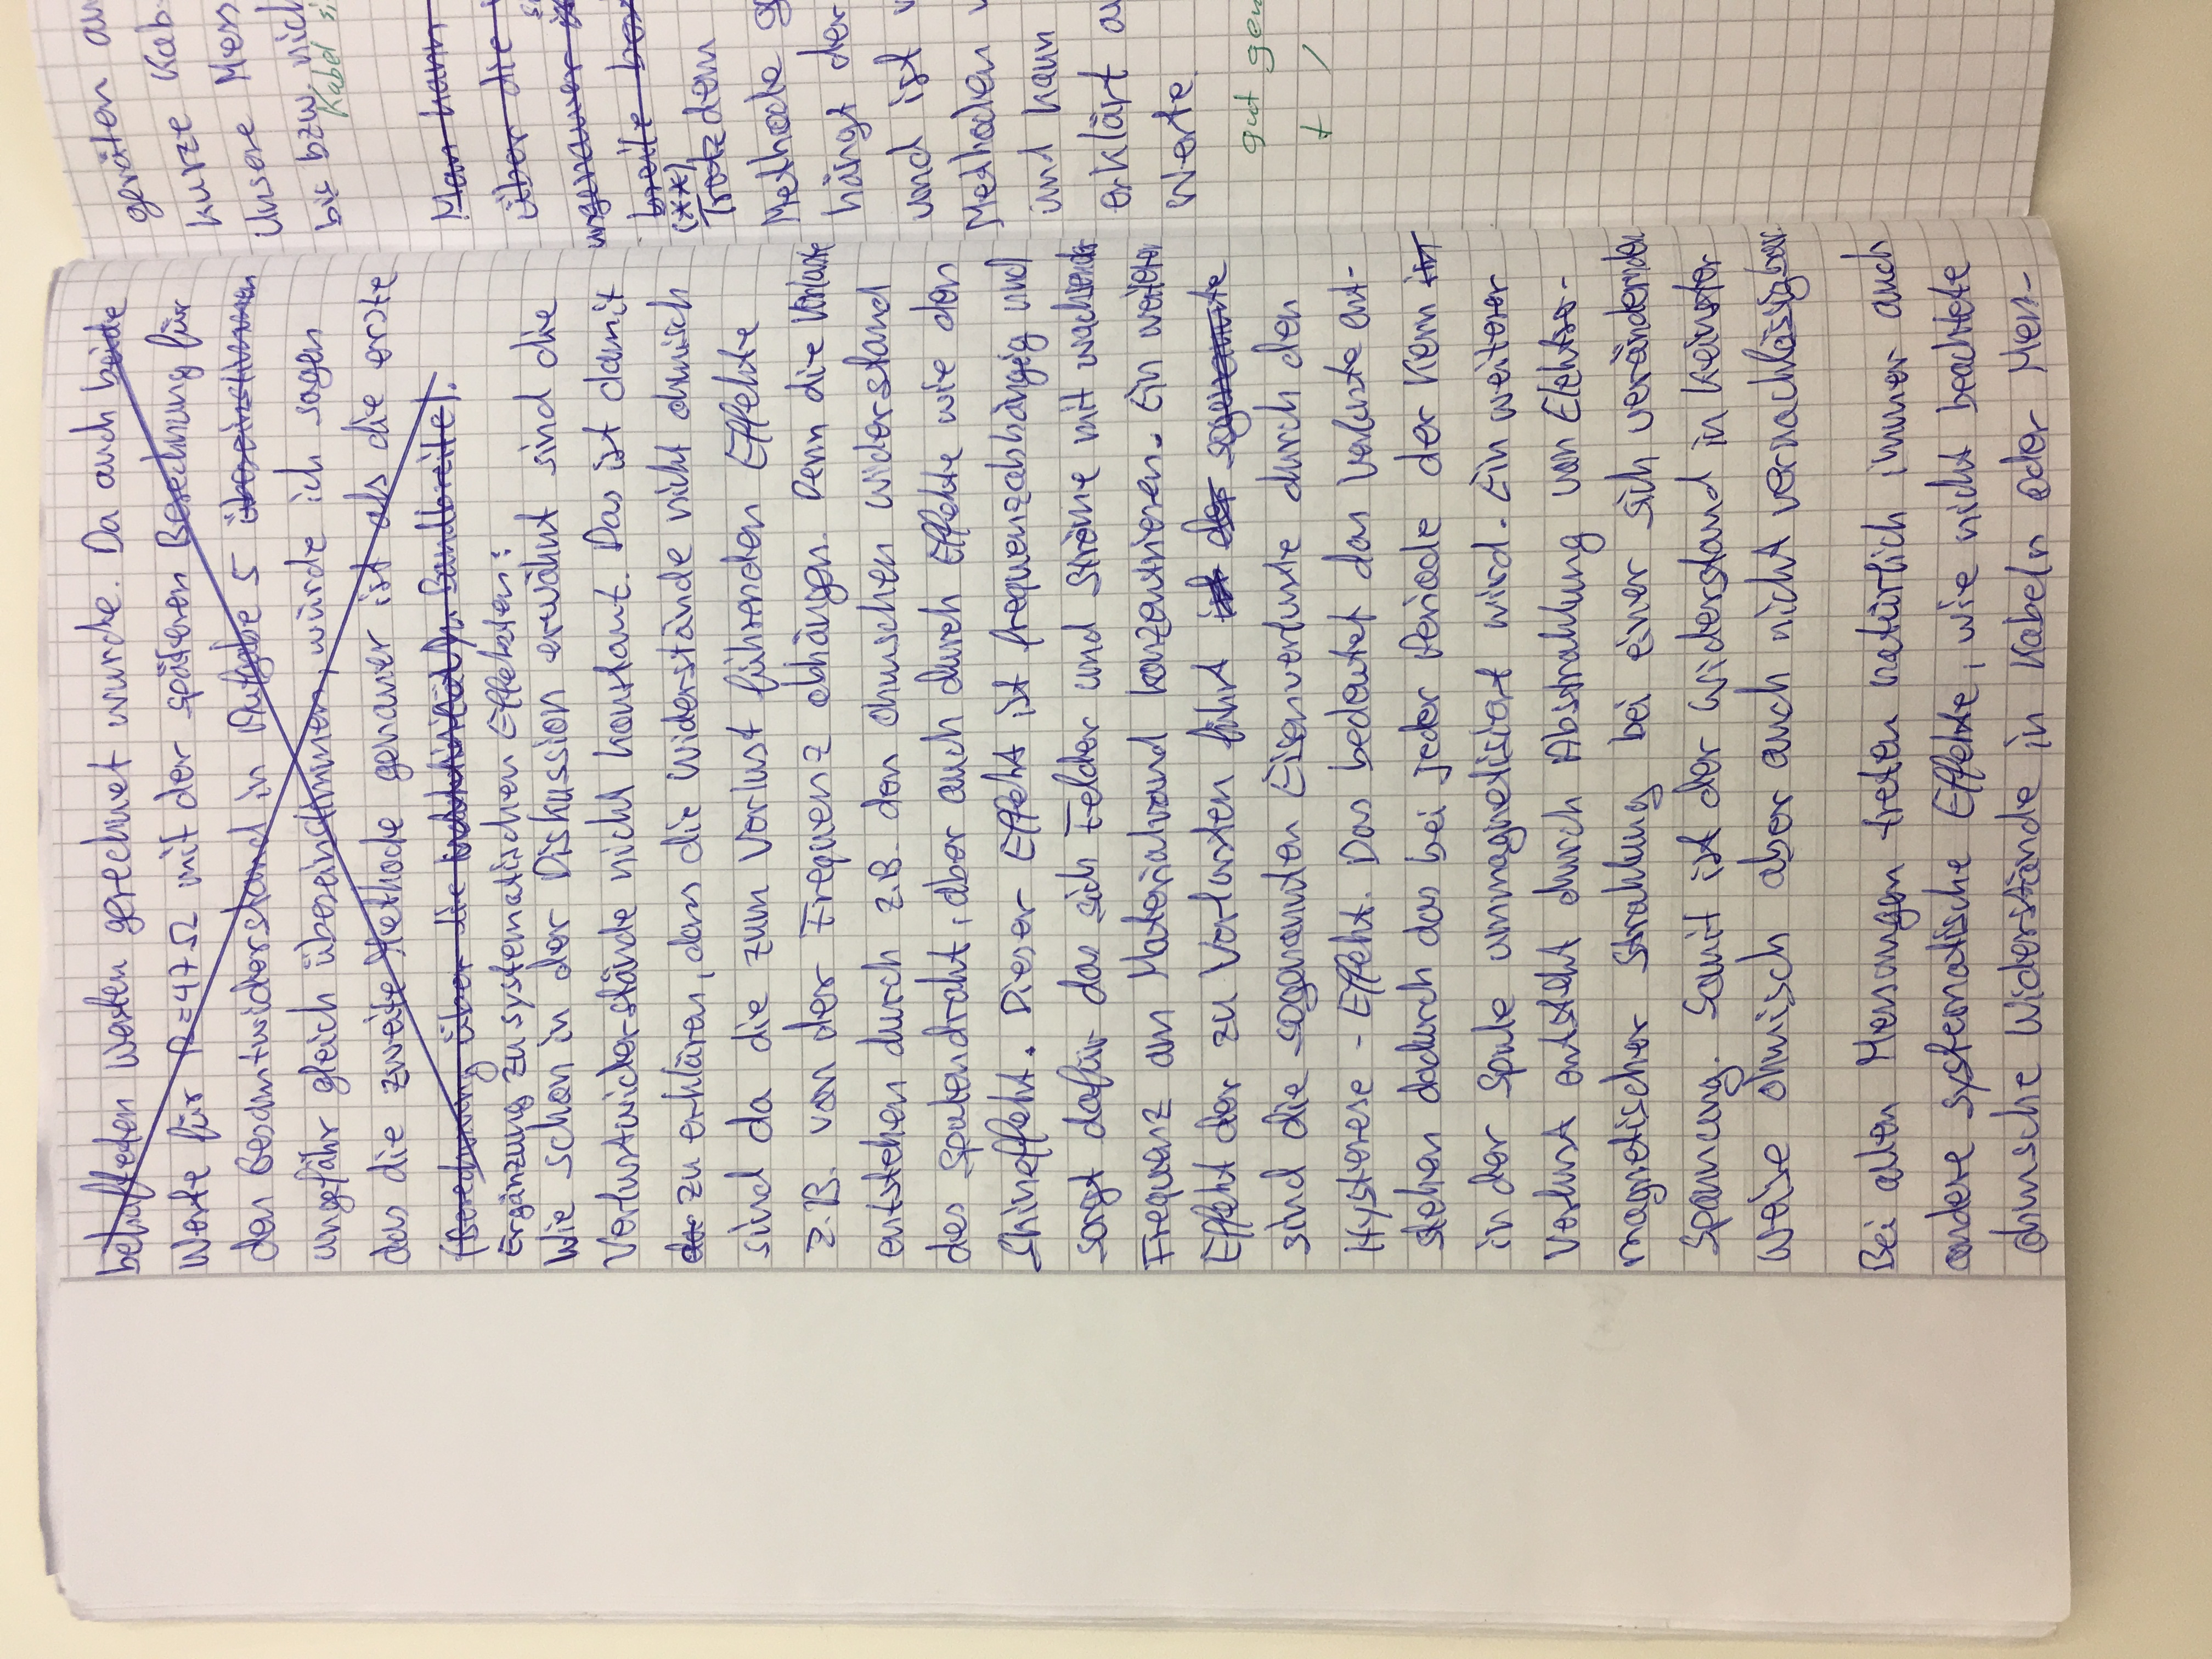 behafteten Werten gerechnet wurde. Da auch beide
Werte für R=47Ω mit der späteren Berechnung für
den Gesamtwiderstand in Aufgabe 5 übereinstimmen
ungefähr gleich übereinstimmen, würde ich sagen
das die zweite Methode genauer ist als die erste
(Berechnung über die Bandbreite).
Ergänzung zu systematischen Effekten:
Wie schon in der Diskussion erwähnt sind die
Verlustwiderstände nicht konstant. Das ist damit
zu erklären, dass die Widerstände nicht ohmisch
sind da die zum Verlust führenden Effekte
z.B. von der Frequenz abhängen. Denn die Verluste
entstehen durch z.B. den ohmschen Widerstand
des Spulendraht, aber auch durch Effekte wie den
Skineffekt. Dieser Effekt ist frequenzabhängig und
sorgt dafür das sich Felder und Ströme mit wachsender
Frequenz am Materialrand konzentrieren. Ein weiterer
Effekt der zu Verlusten führt ist der sogenannte
sind die sogenannten Eisenverluste durch den
Hysterese - Effekt. Das bedeutet das Verluste ent-
stehen dadurch das bei jeder Periode der Kern im
in der Spule ummagnetisiert wird. Ein weiterer
Verlust entsteht durch Abstrahlung von Elektro-
magnetischer Strahlung bei einer sich verändernden
Spannung. Somit ist der Widerstand in keinster
weise ohmisch aber auch nicht vernachlässigbar.
Bei allen Messungen treten natürlich immer auch
andere systematische Effekte, wie nicht beachtete
ohmsche Widerstände in Kabeln oder Mess-
geräten au
kurze Kab
Unsere Mess
bis bzw. nich
Kabel si
Man kann
über die
ungenauer
breite
(**)
Trotzdem
Methode ge
hängt der
und ist
Methoden
und kann
erklärt au
Werte.
gut gem
+